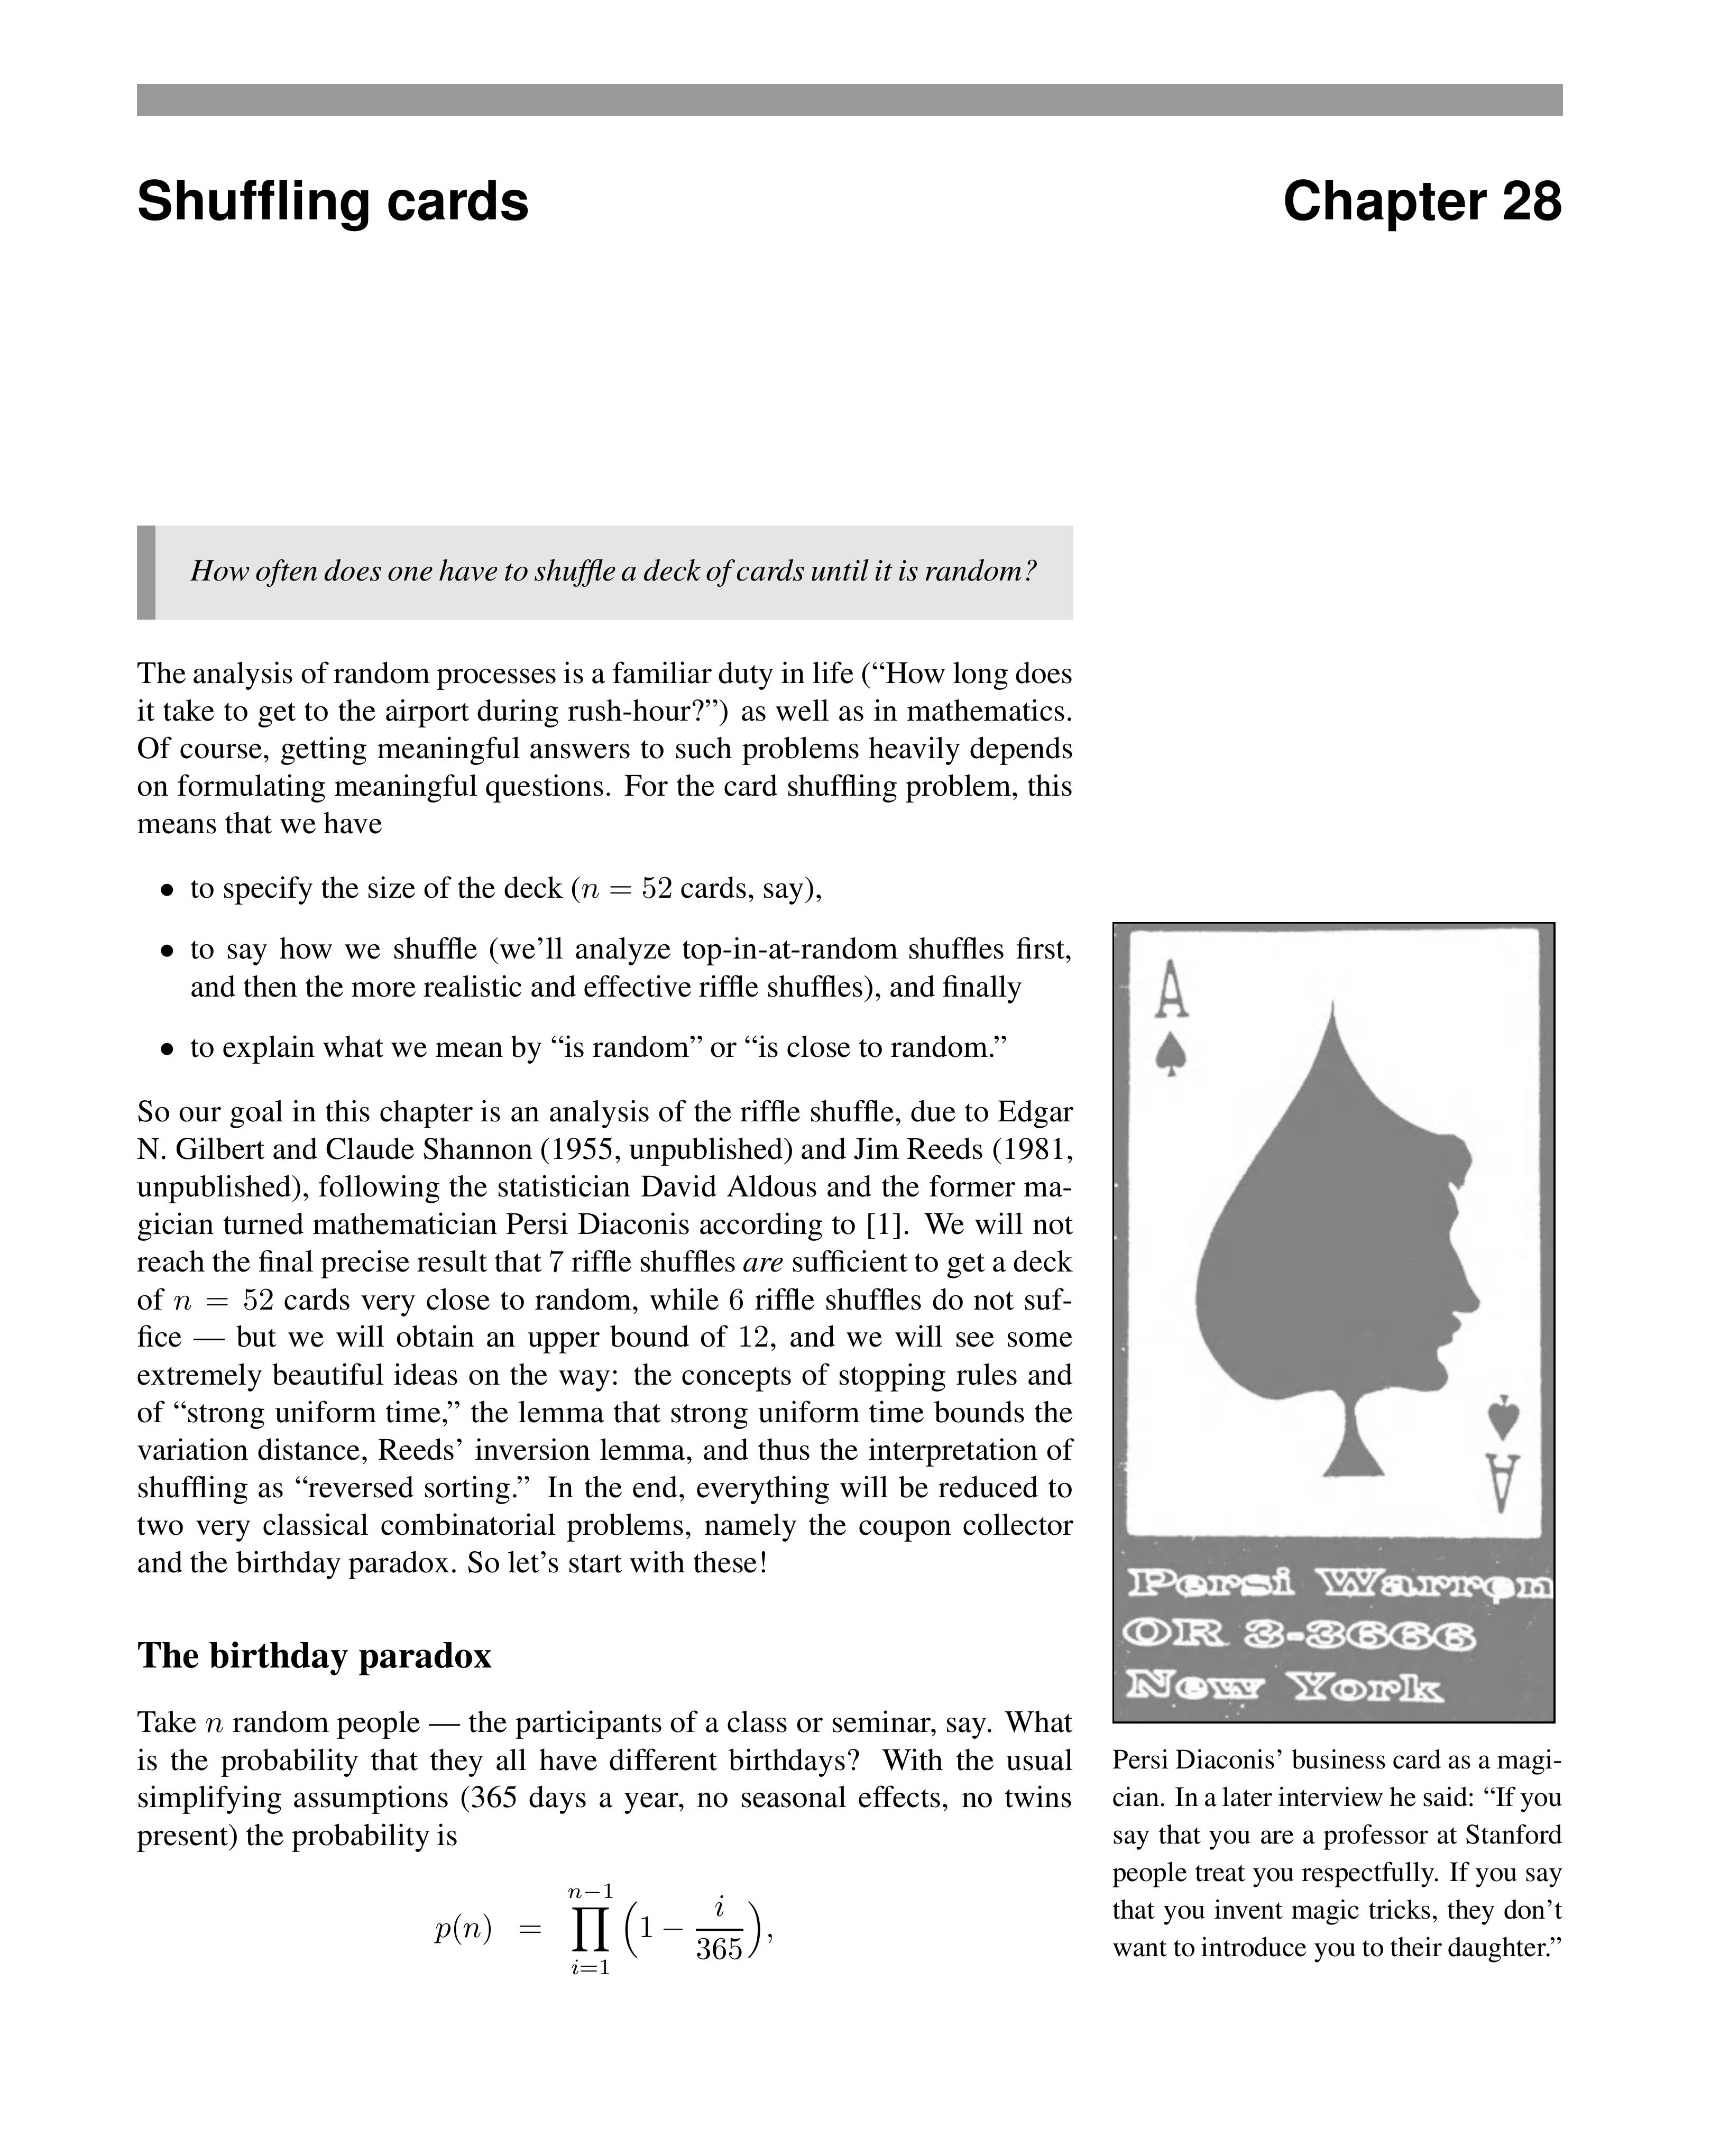 Shuffling cards
Chapter 28
How often does one have to shuffle a deck of cards until it is random?
The analysis of random processes is a familiar duty in life (“How long does
it take to get to the airport during rush-hour?”) as well as in mathematics.
Of course, getting meaningful answers to such problems heavily depends
on formulating meaningful questions. For the card shuffling problem, this
means that we have
• to specify the size of the deck (n = 52 cards, say),
• to say how we shuffle (we’ll analyze top-in-at-random shuffles first,
and then the more realistic and effective riffle shuffles), and finally
• to explain what we mean by “is random” or “is close to random.”
So our goal in this chapter is an analysis of the riffle shuffle, due to Edgar
N. Gilbert and Claude Shannon (1955, unpublished) and Jim Reeds (1981,
unpublished), following the statistician David Aldous and the former ma-
gician turned mathematician Persi Diaconis according to [1]. We will not
reach the final precise result that 7 riffle shuffles are sufficient to get a deck
of n = 52 cards very close to random, while 6 riffle shuffles do not suf-
fice — but we will obtain an upper bound of 12, and we will see some
extremely beautiful ideas on the way: the concepts of stopping rules and
of “strong uniform time,” the lemma that strong uniform time bounds the
variation distance, Reeds’ inversion lemma, and thus the interpretation of
shuffling as “reversed sorting.” In the end, everything will be reduced to
two very classical combinatorial problems, namely the coupon collector
and the birthday paradox. So let’s start with these!
The birthday paradox
Take n random people — the participants of a class or seminar, say. What
is the probability that they all have different birthdays? With the usual
simplifying assumptions (365 days a year, no seasonal effects, no twins
present) the probability is
p(n) = ∏_{i=1}^{n−1} (1 − i/365),
A
A
Persi Warren
OR 3-3666
New York
Persi Diaconis’ business card as a magi-
cian. In a later interview he said: “If you
say that you are a professor at Stanford
people treat you respectfully. If you say
that you invent magic tricks, they don’t
want to introduce you to their daughter.”